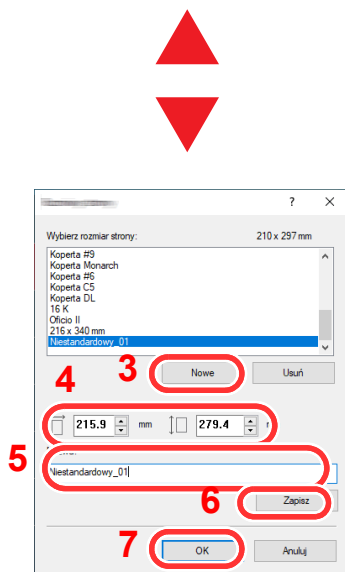 ? ×
Wybierz rozmiar strony: 210 x 297 mm
Koperta #9
Koperta Monarch
Koperta #6
Koperta C5
Koperta DL
16 K
Oficio II
216 x 340 mm
Niestandardowy_01
3 Nowe Usuń
4
215.9 mm 279.4
5
Niestandardowy_01
6 Zapisz
7 OK Anuluj